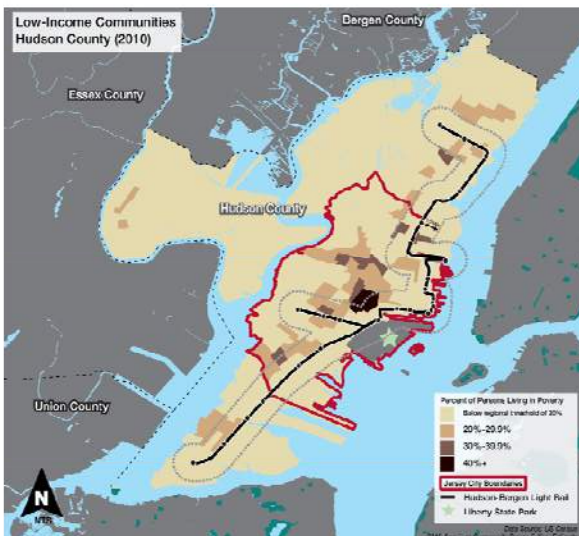 Low-Income Communities
Hudson County (2010)
Bergen County
Essex County
Hudson County
Union County
N
Percent of Persons Living in Poverty
Below regional threshold of 20%
20%-29.9%
30%-39.9%
40%+
Jersey City Boundaries
Hudson-Bergen Light Rail
Liberty State Park
Data Source: US Census